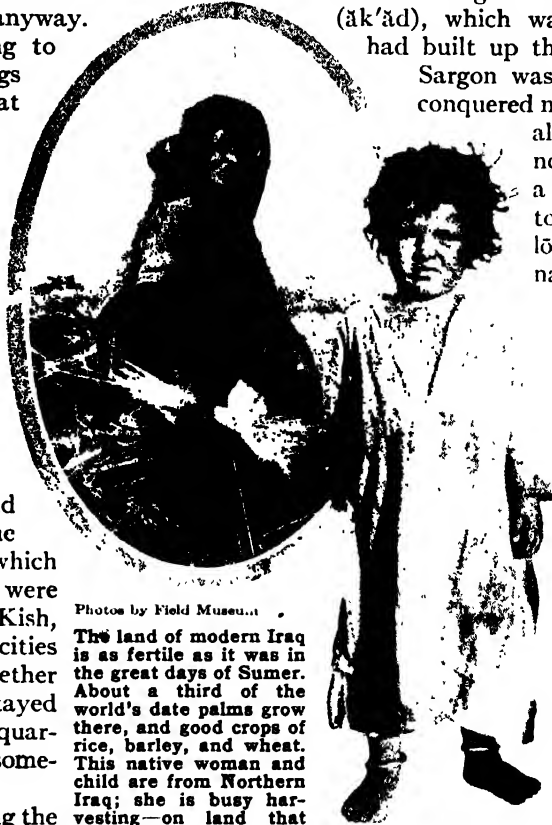 anyway.
ng to
gs
at
d
which
were
Kish,
cities
ether
ayed
quar-
some-
ng the
Photos by Field Museum
The land of modern Iraq
is as fertile as it was in
the great days of Sumer.
About a third of the
world's date palms grow
there, and good crops of
rice, barley, and wheat.
This native woman and
child are from Northern
Iraq; she is busy har-
vesting—on land that
(ăk'ăd), which wa
had built up th
Sargon was
conquered n
al
no
a
to
lō
na